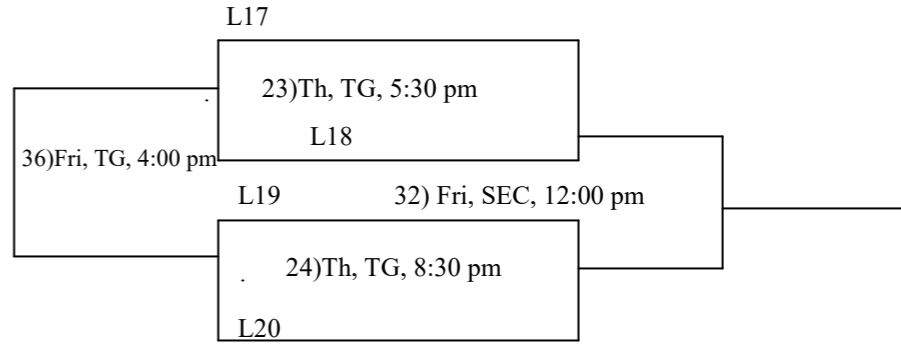 L17
23)Th, TG, 5:30 pm
L18
36)Fri, TG, 4:00 pm
L19
32) Fri, SEC, 12:00 pm
24)Th, TG, 8:30 pm
L20